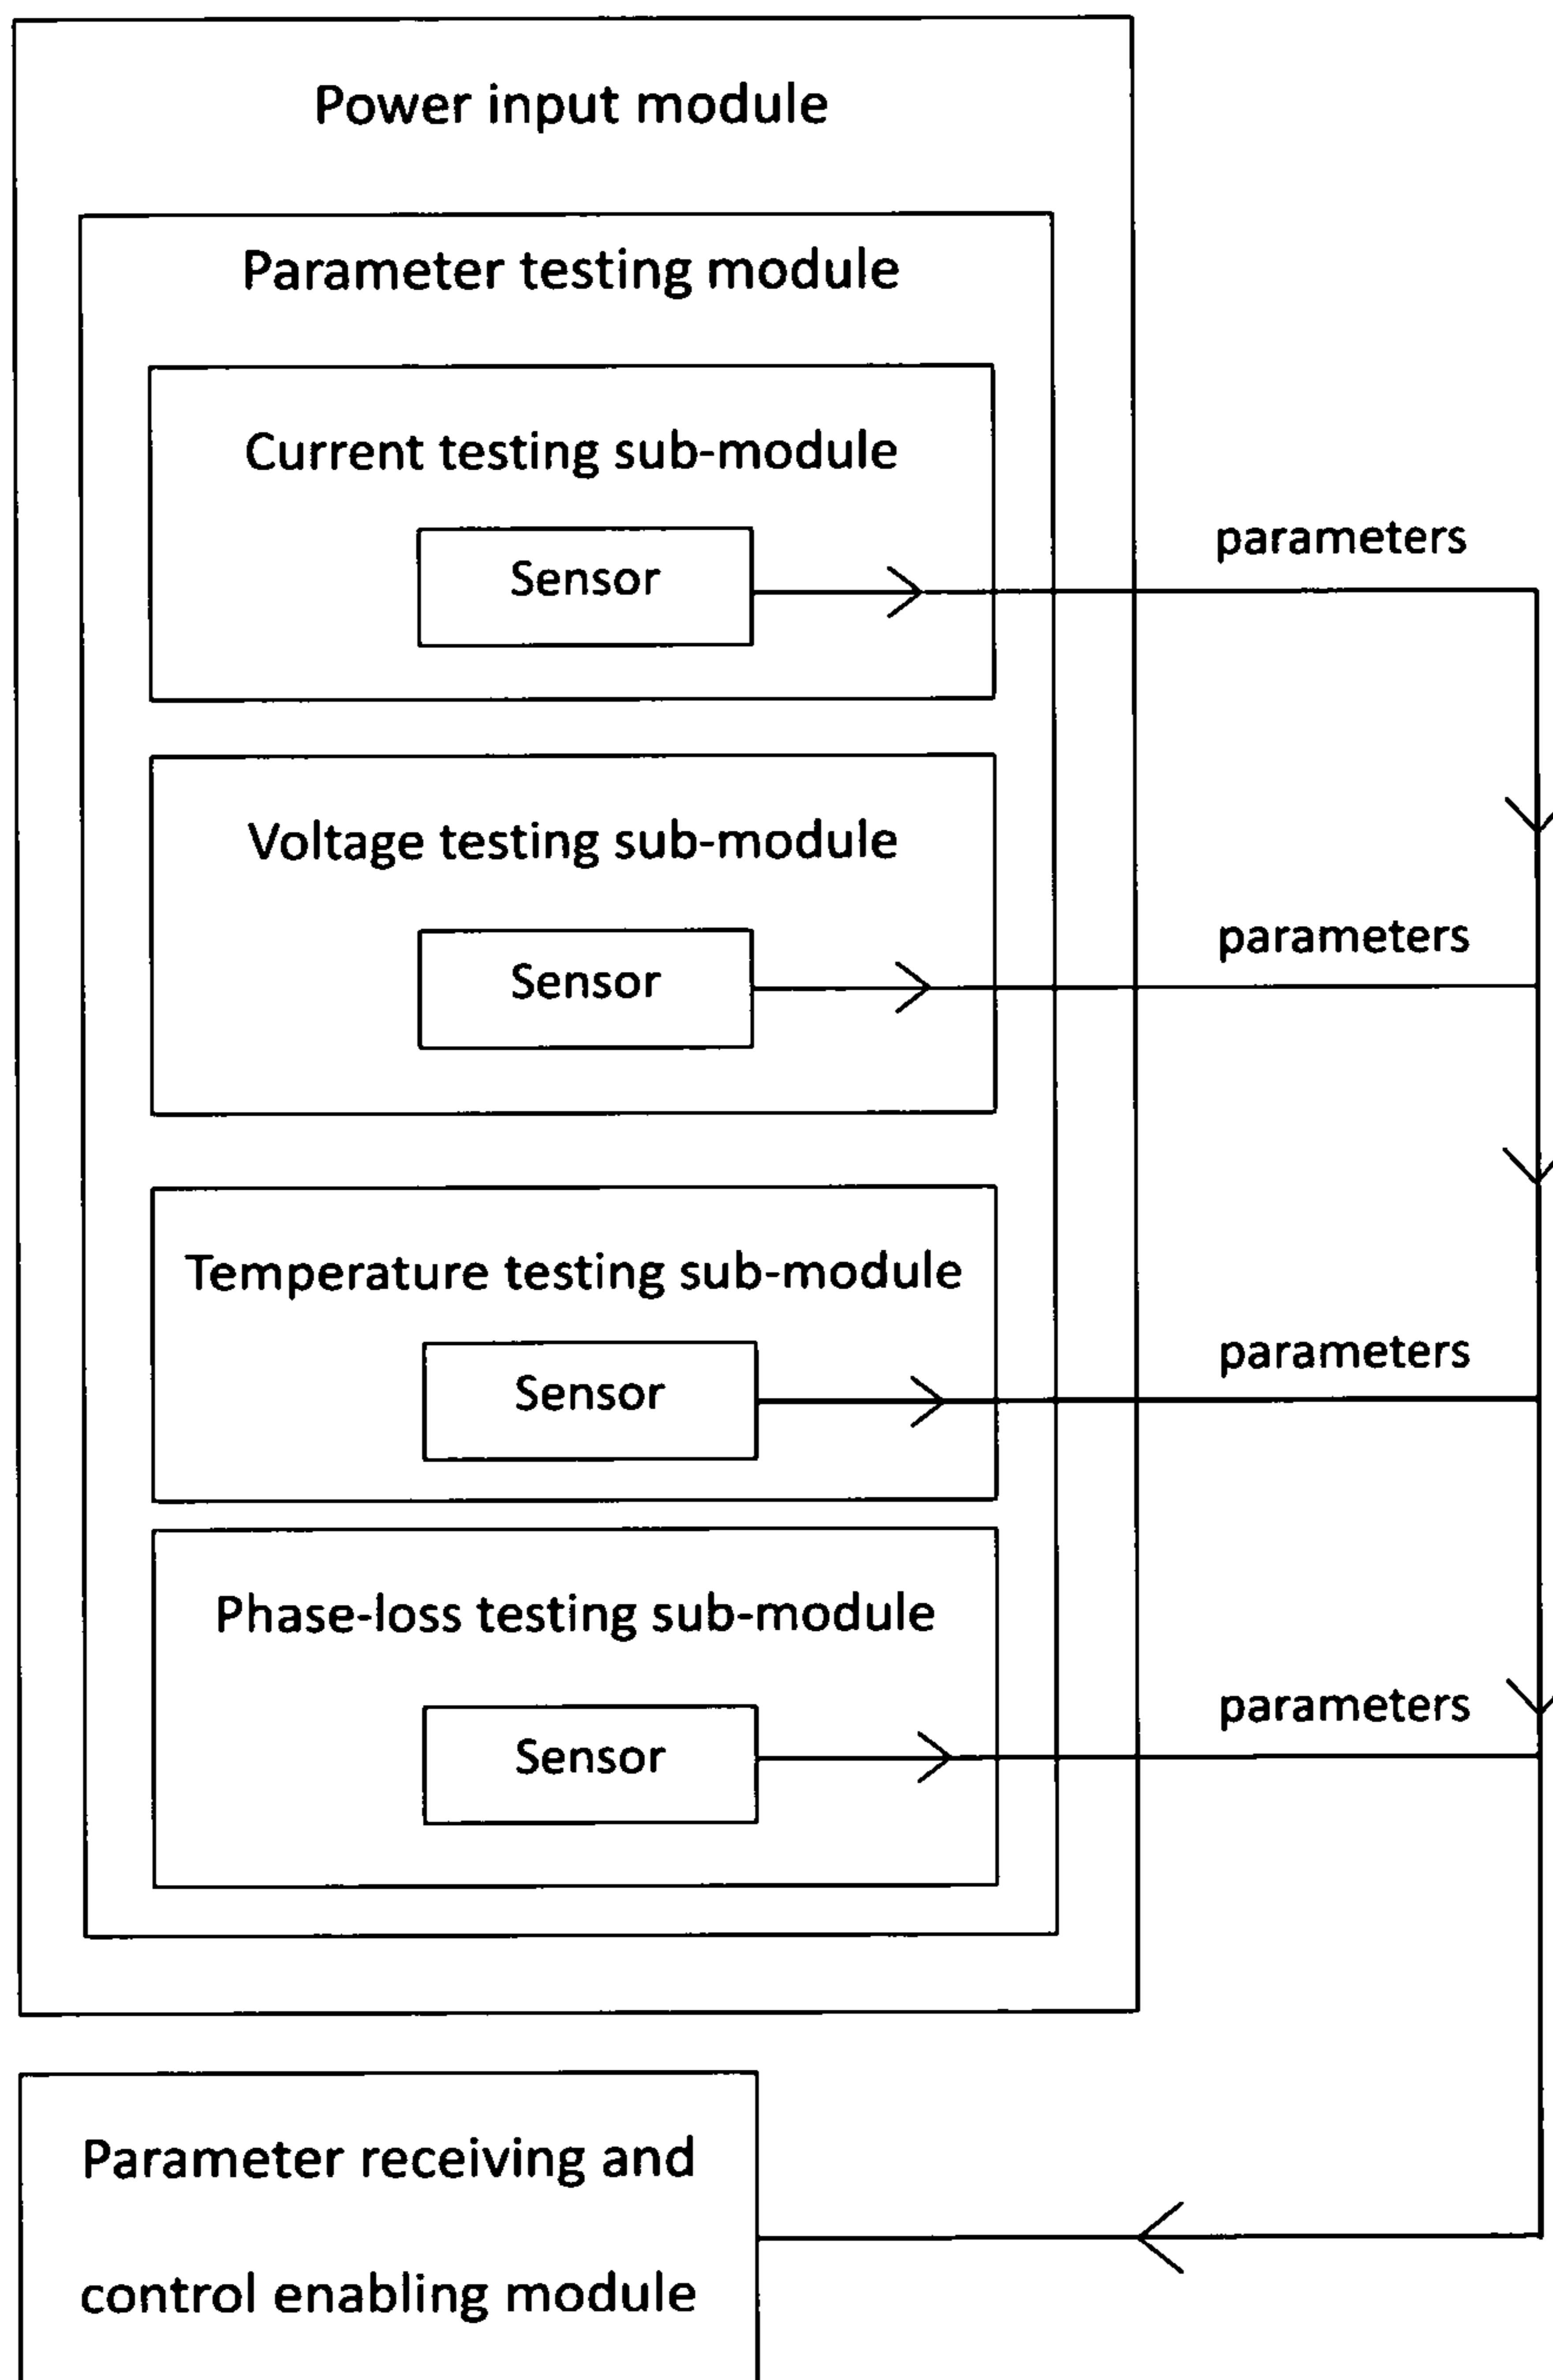 Power input module
Parameter testing module
Current testing sub-module
parameters
Sensor
Voltage testing sub-module
parameters
Sensor
Temperature testing sub-module
parameters
Sensor
Phase-loss testing sub-module
parameters
Sensor
Parameter receiving and
control enabling module